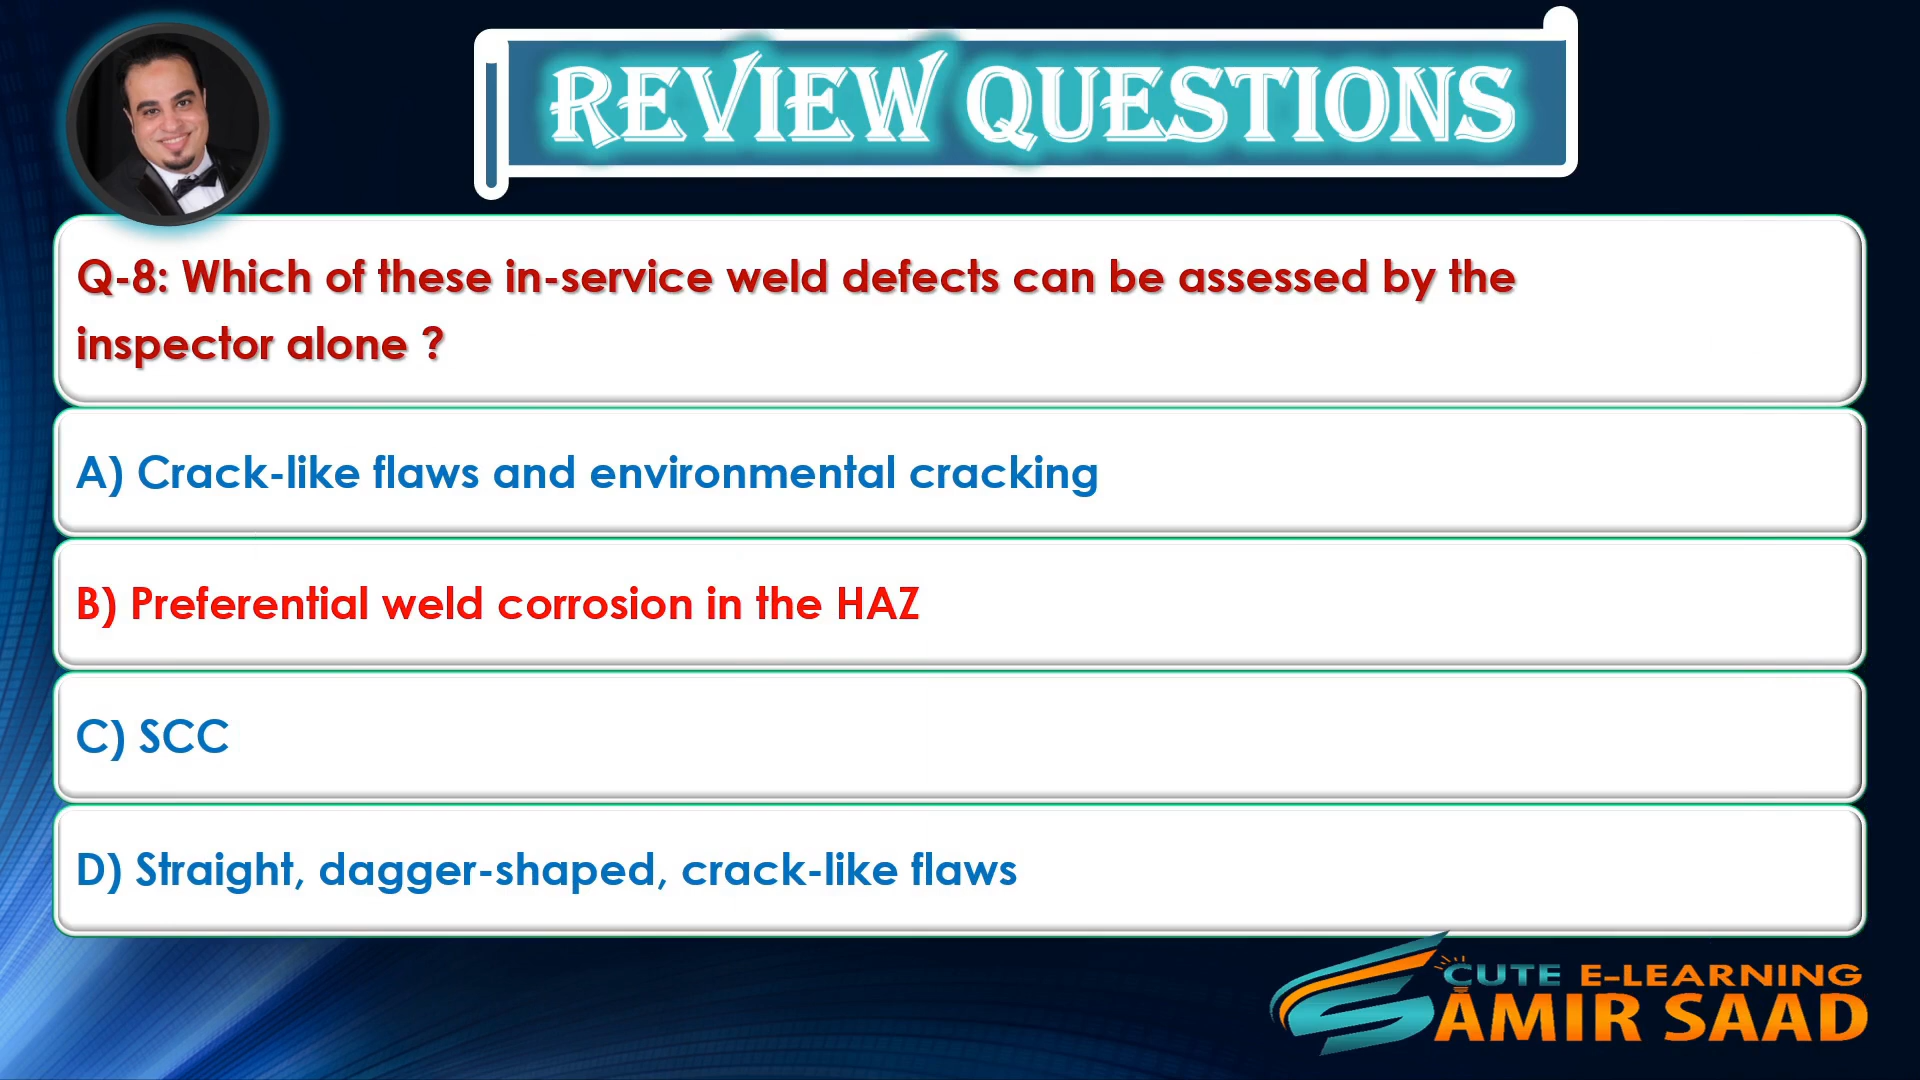 REVIEW QUESTIONS
Q-8: Which of these in-service weld defects can be assessed by the
inspector alone ?
A) Crack-like flaws and environmental cracking
B) Preferential weld corrosion in the HAZ
C) SCC
D) Straight, dagger-shaped, crack-like flaws
CUTE E-LEARNING
AMIR SAAD